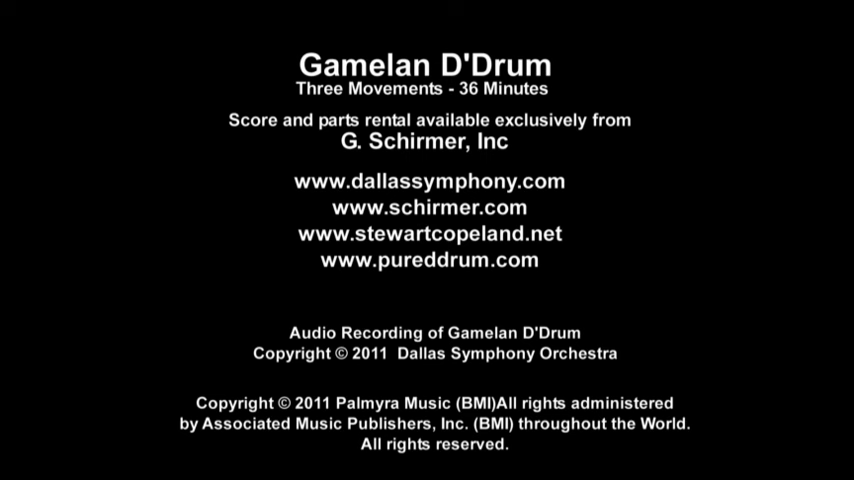 Gamelan D'Drum
Three Movements - 36 Minutes
Score and parts rental available exclusively from
G. Schirmer, Inc
www.dallassymphony.com
www.schirmer.com
www.stewartcopeland.net
www.pureddrum.com
Audio Recording of Gamelan D'Drum
Copyright © 2011 Dallas Symphony Orchestra
Copyright © 2011 Palmyra Music (BMI)All rights administered
by Associated Music Publishers, Inc. (BMI) throughout the World.
All rights reserved.